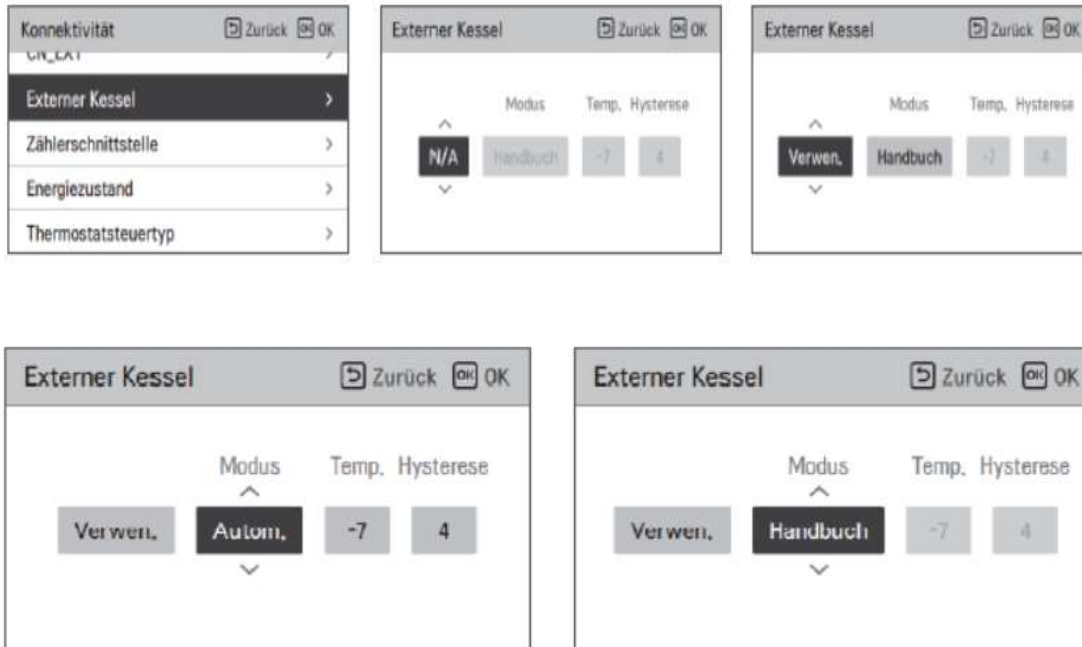 Konnektivität Zurück OK
CN_EXT
Externer Kessel
Zählerschnittstelle
Energiezustand
Thermostatsteuertyp
Externer Kessel Zurück OK
Modus Temp. Hysterese
N/A Handbuch -7 4
Externer Kessel Zurück OK
Modus Temp. Hysterese
Verwen. Handbuch -7 4
Externer Kessel Zurück OK
Modus Temp. Hysterese
Verwen. Autom. -7 4
Externer Kessel Zurück OK
Modus Temp. Hysterese
Verwen. Handbuch -7 4